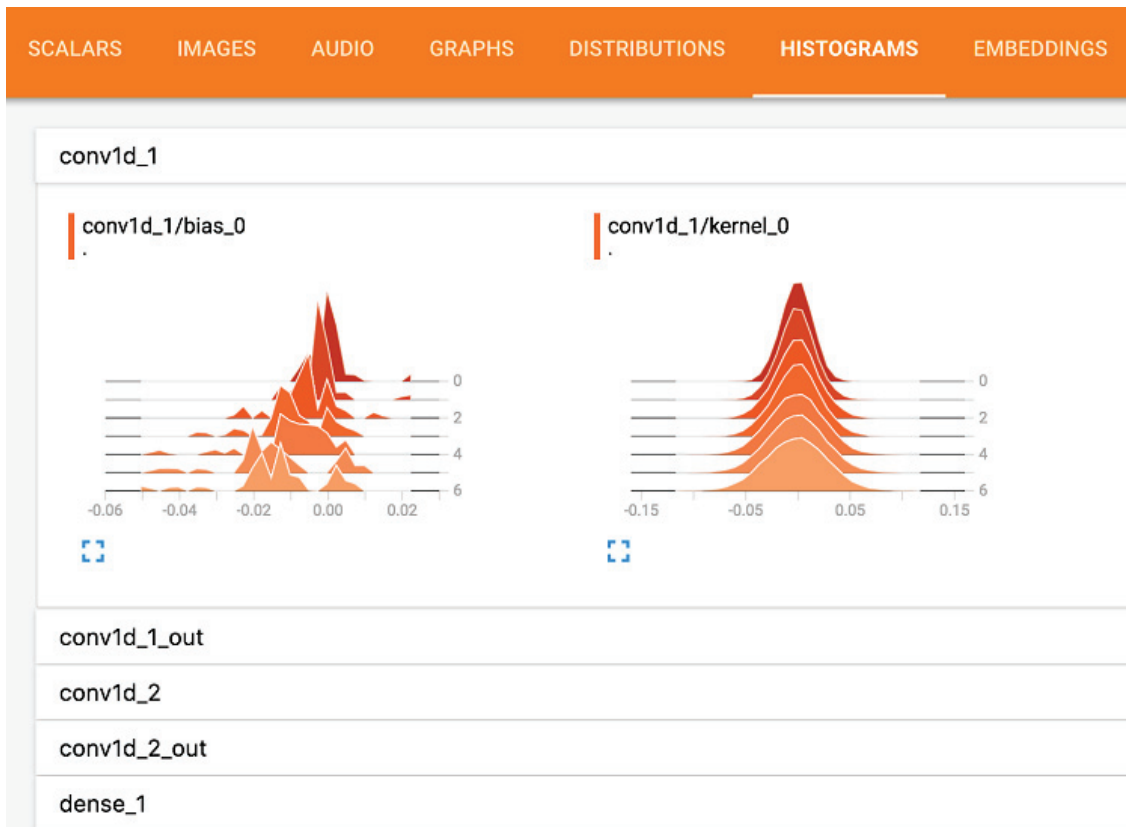 SCALARS IMAGES AUDIO GRAPHS DISTRIBUTIONS HISTOGRAMS EMBEDDINGS
conv1d_1
conv1d_1/bias_0
.
0
2
4
6
-0.06 -0.04 -0.02 0.00 0.02
conv1d_1/kernel_0
.
0
2
4
6
-0.15 -0.05 0.05 0.15
conv1d_1_out
conv1d_2
conv1d_2_out
dense_1